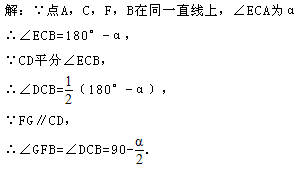 解：∵点A，C，F，B在同一直线上，∠ECA为α
∴∠ECB=180°-α，
∵CD平分∠ECB，
∴∠DCB=1/2（180°-α），
∵FG∥CD，
∴∠GFB=∠DCB=90-α/2.